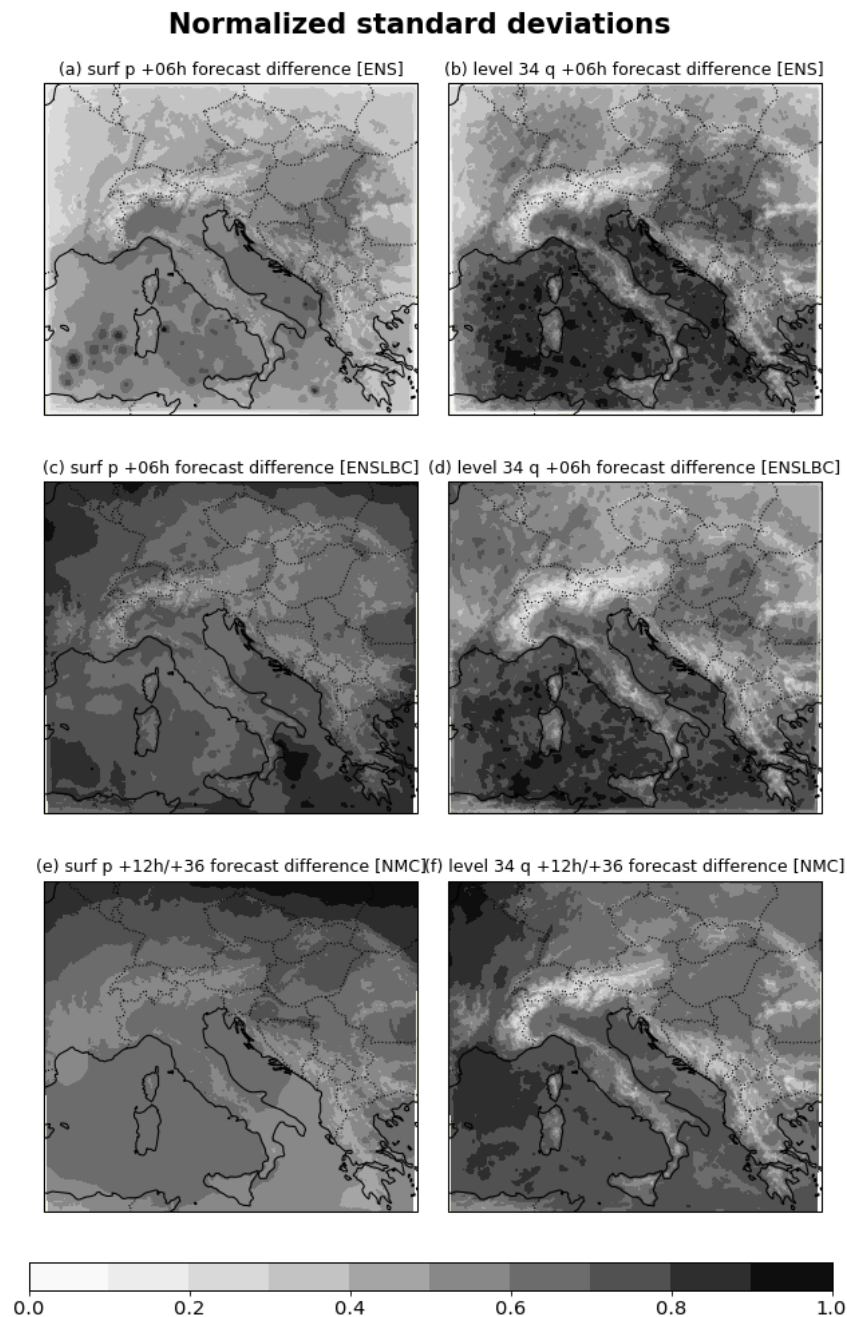 Normalized standard deviations
(a) surf p +06h forecast difference [ENS]
(b) level 34 q +06h forecast difference [ENS]
(c) surf p +06h forecast difference [ENSLBC]
(d) level 34 q +06h forecast difference [ENSLBC]
(e) surf p +12h/+36 forecast difference [NMC]
(f) level 34 q +12h/+36 forecast difference [NMC]
0.0 0.2 0.4 0.6 0.8 1.0